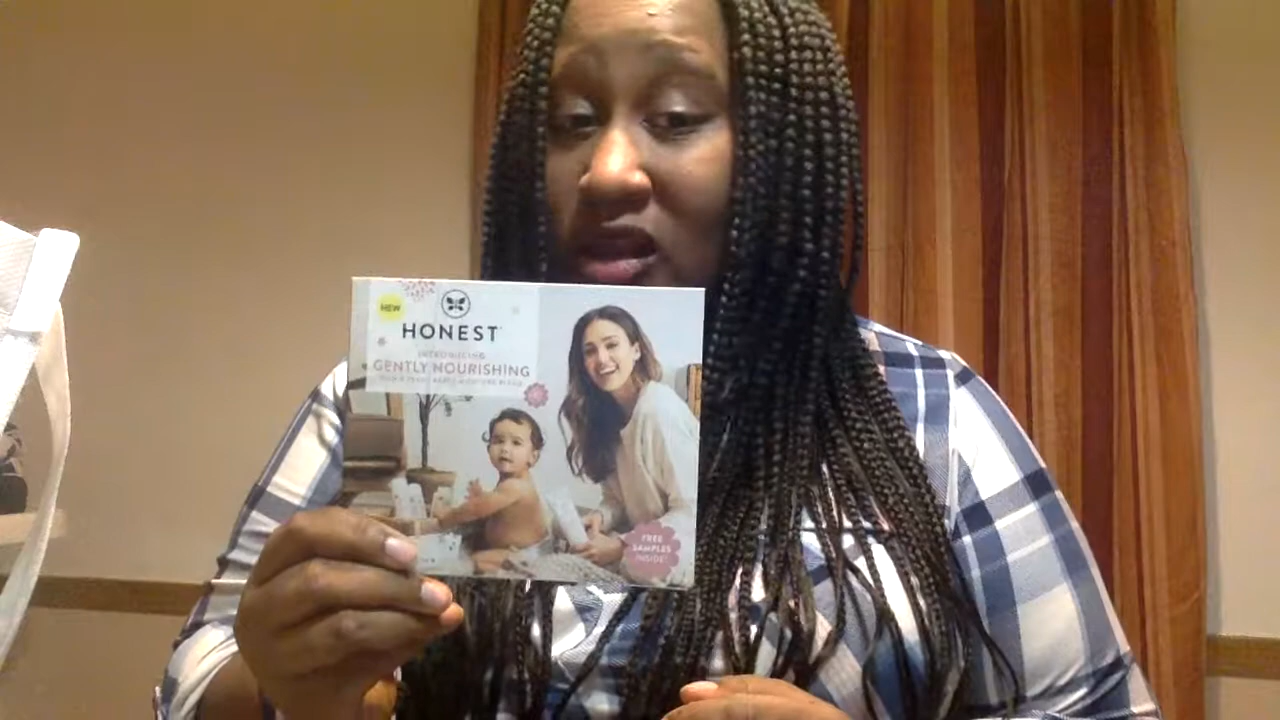 NEW
HONEST
INTRODUCING
GENTLY NOURISHING
FREE
SAMPLES
INSIDE!